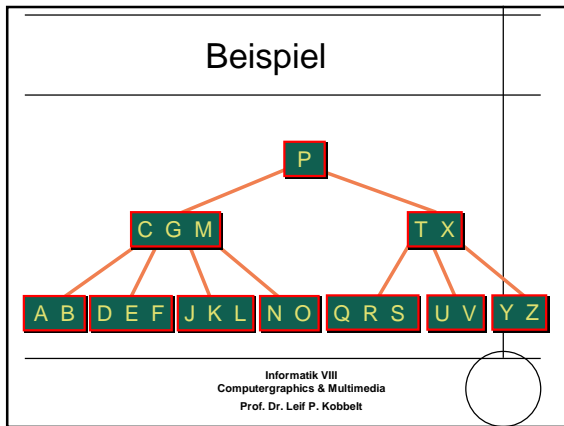 Beispiel
P
C G M
T X
A B
D E F
J K L
N O
Q R S
U V
Y Z
Informatik VIII
Computergraphics & Multimedia
Prof. Dr. Leif P. Kobbelt